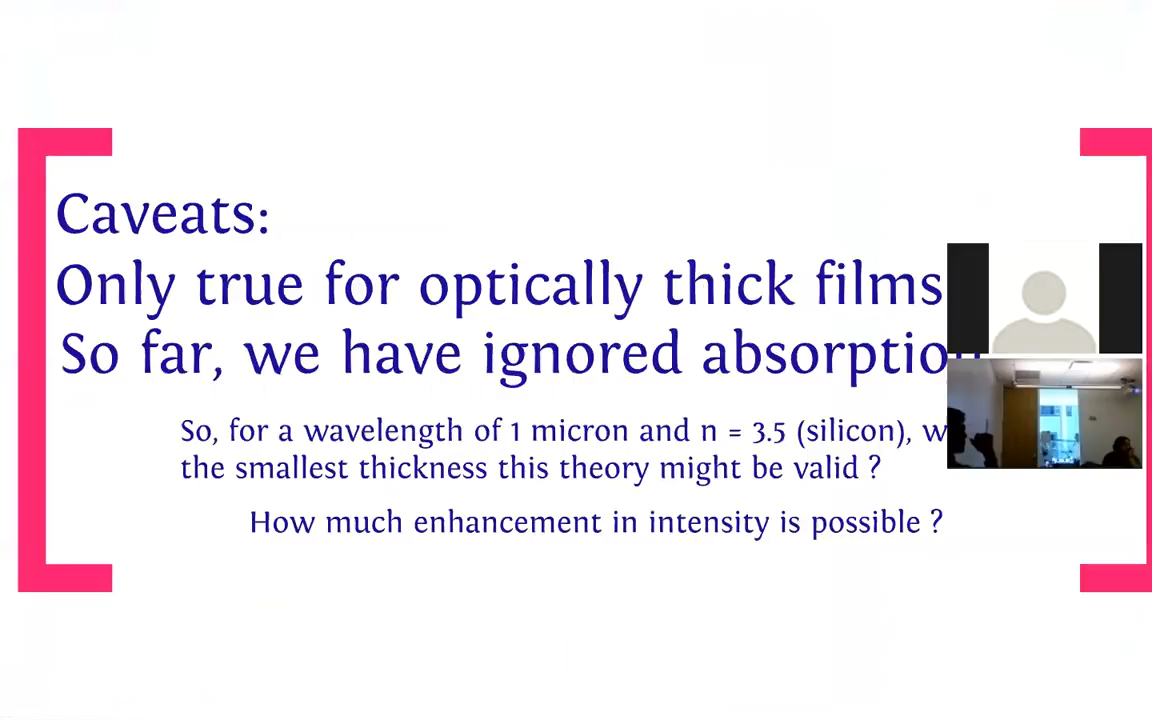 Caveats:
Only true for optically thick films
So far, we have ignored absorption
So, for a wavelength of 1 micron and n = 3.5 (silicon),
the smallest thickness this theory might be valid ?
How much enhancement in intensity is possible ?